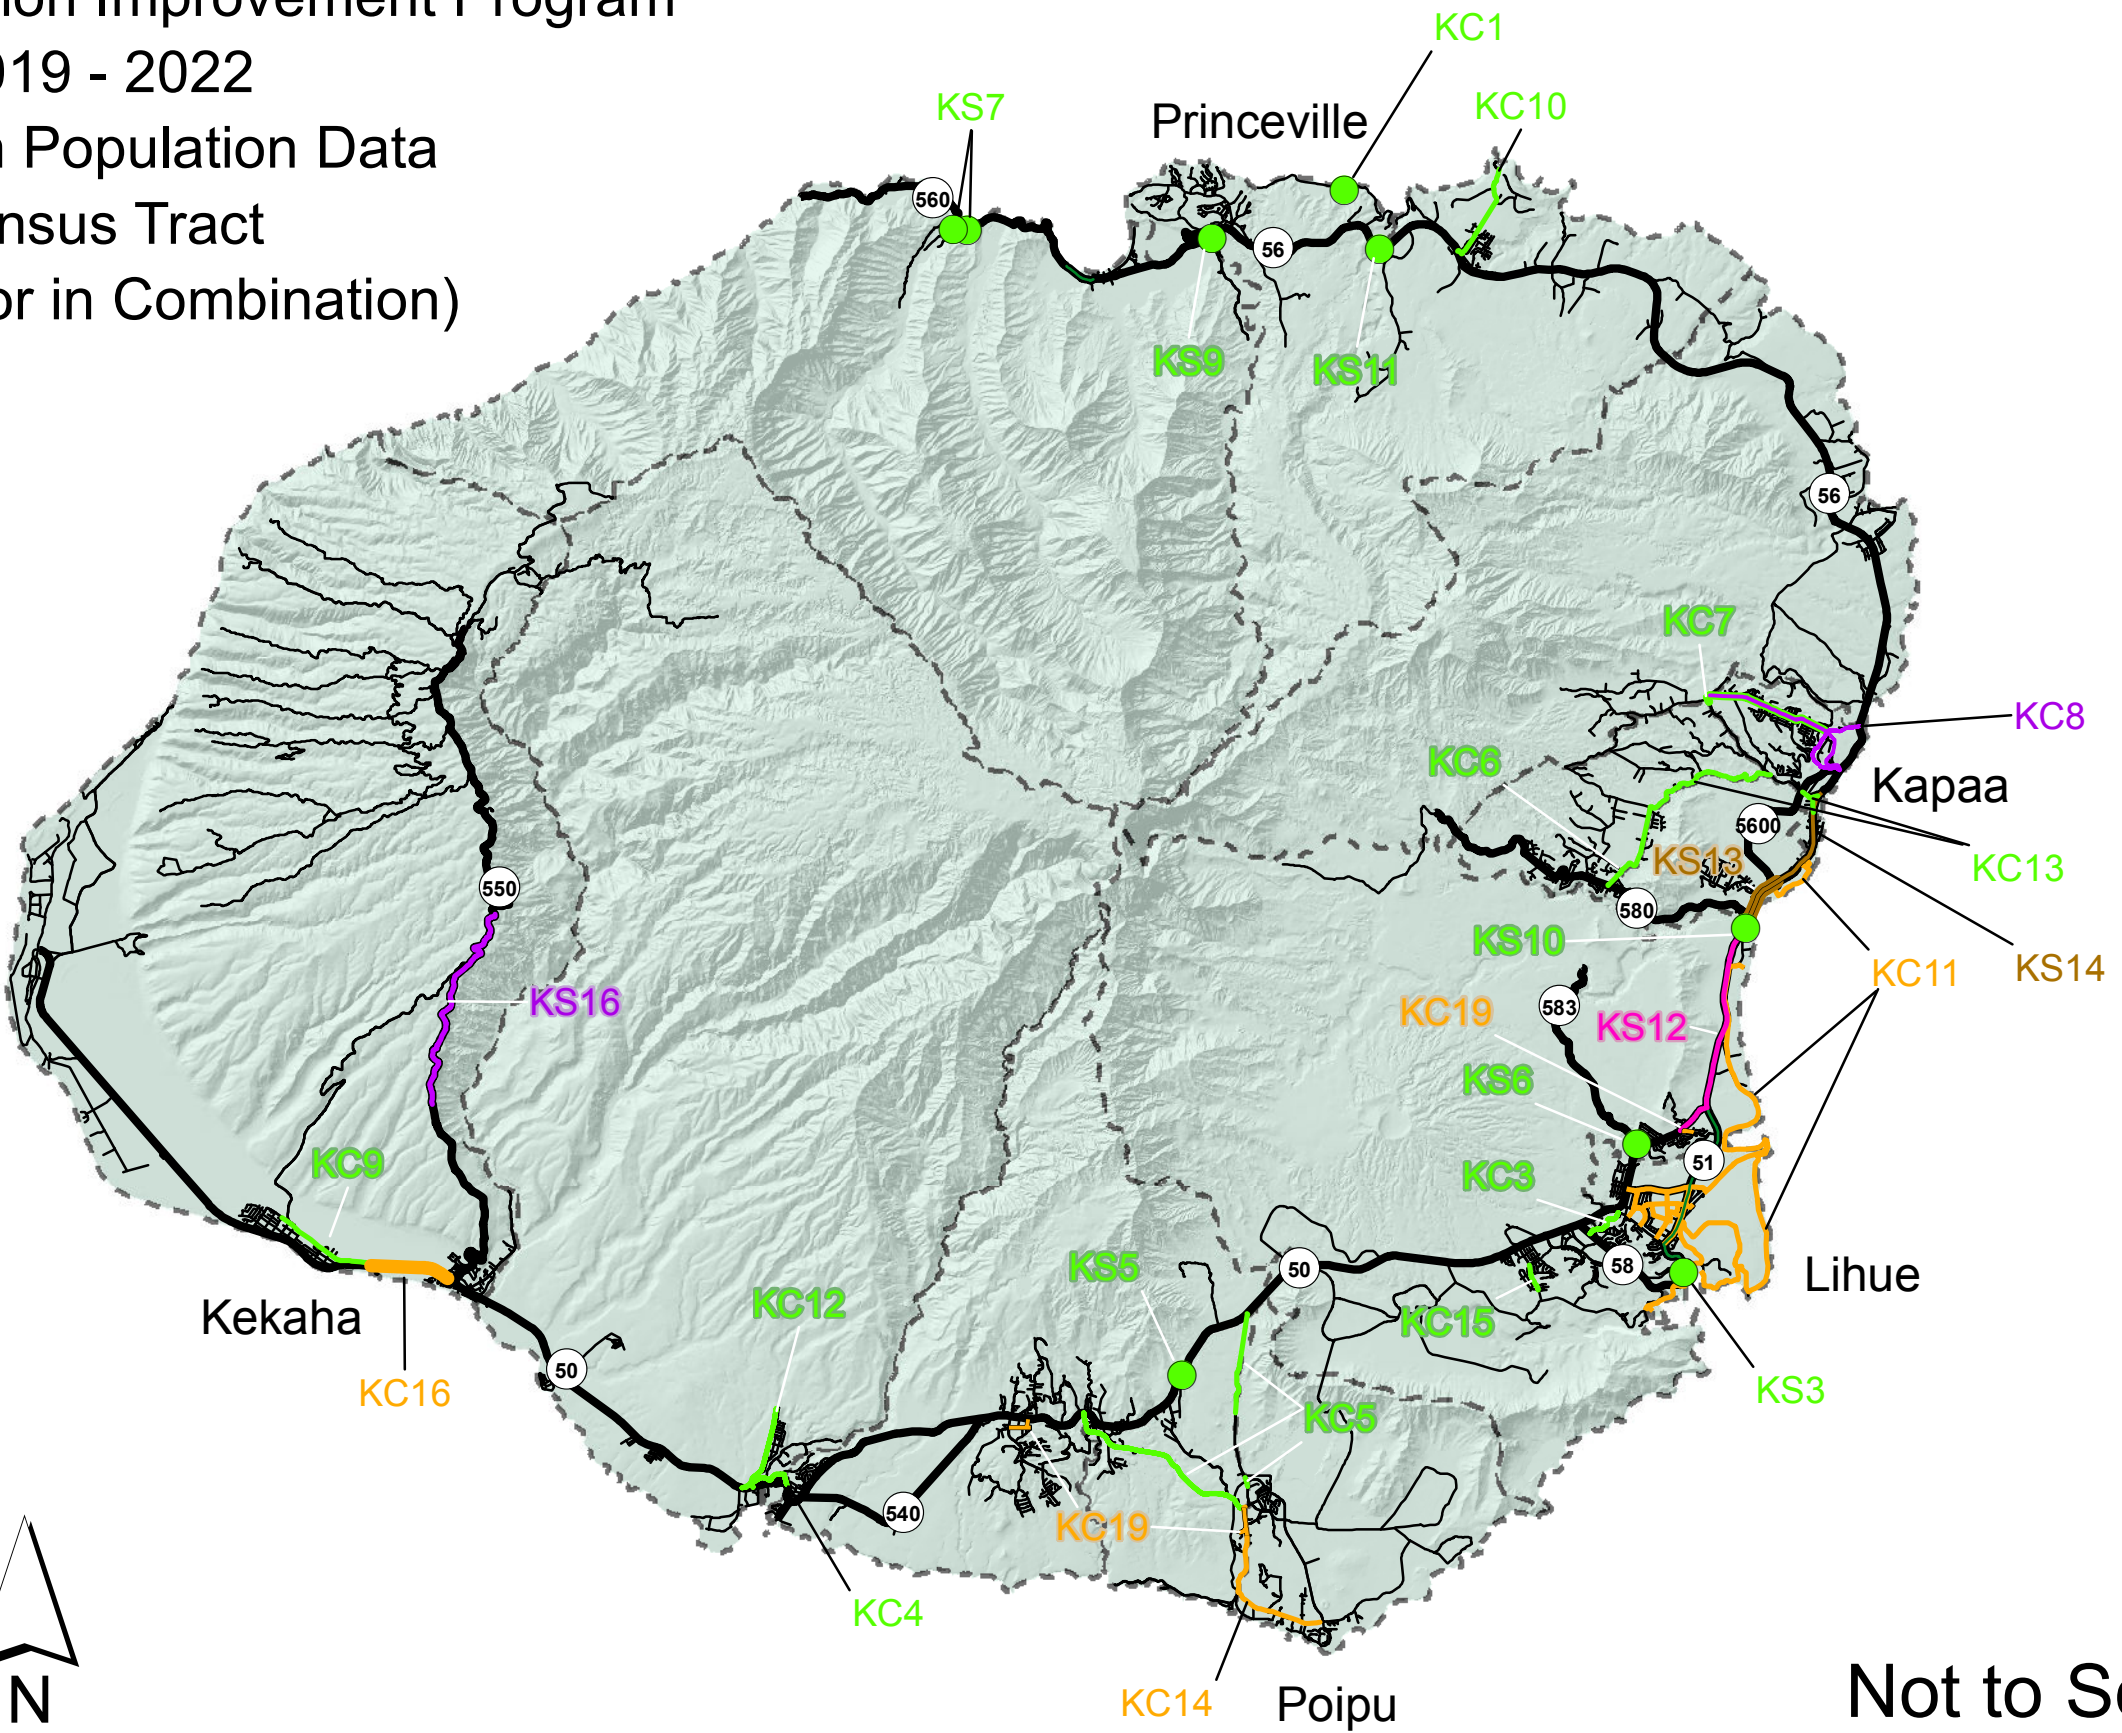 ion Improvement Program
019 - 2022
n Population Data
nsus Tract
or in Combination)
KC1
KS7
Princeville
KC10
560
56
KS9
KS11
56
KC7
KC8
KC6
Kapaa
5600
KS13
KC13
550
580
KS10
KC11
KS14
KS16
583
KC19
KS12
KS6
51
KC9
KC3
KS5
50
58
Lihue
KC12
Kekaha
KC15
50
KC16
KS3
KC5
540
KC19
KC4
KC14
Poipu
N
Not to Sc